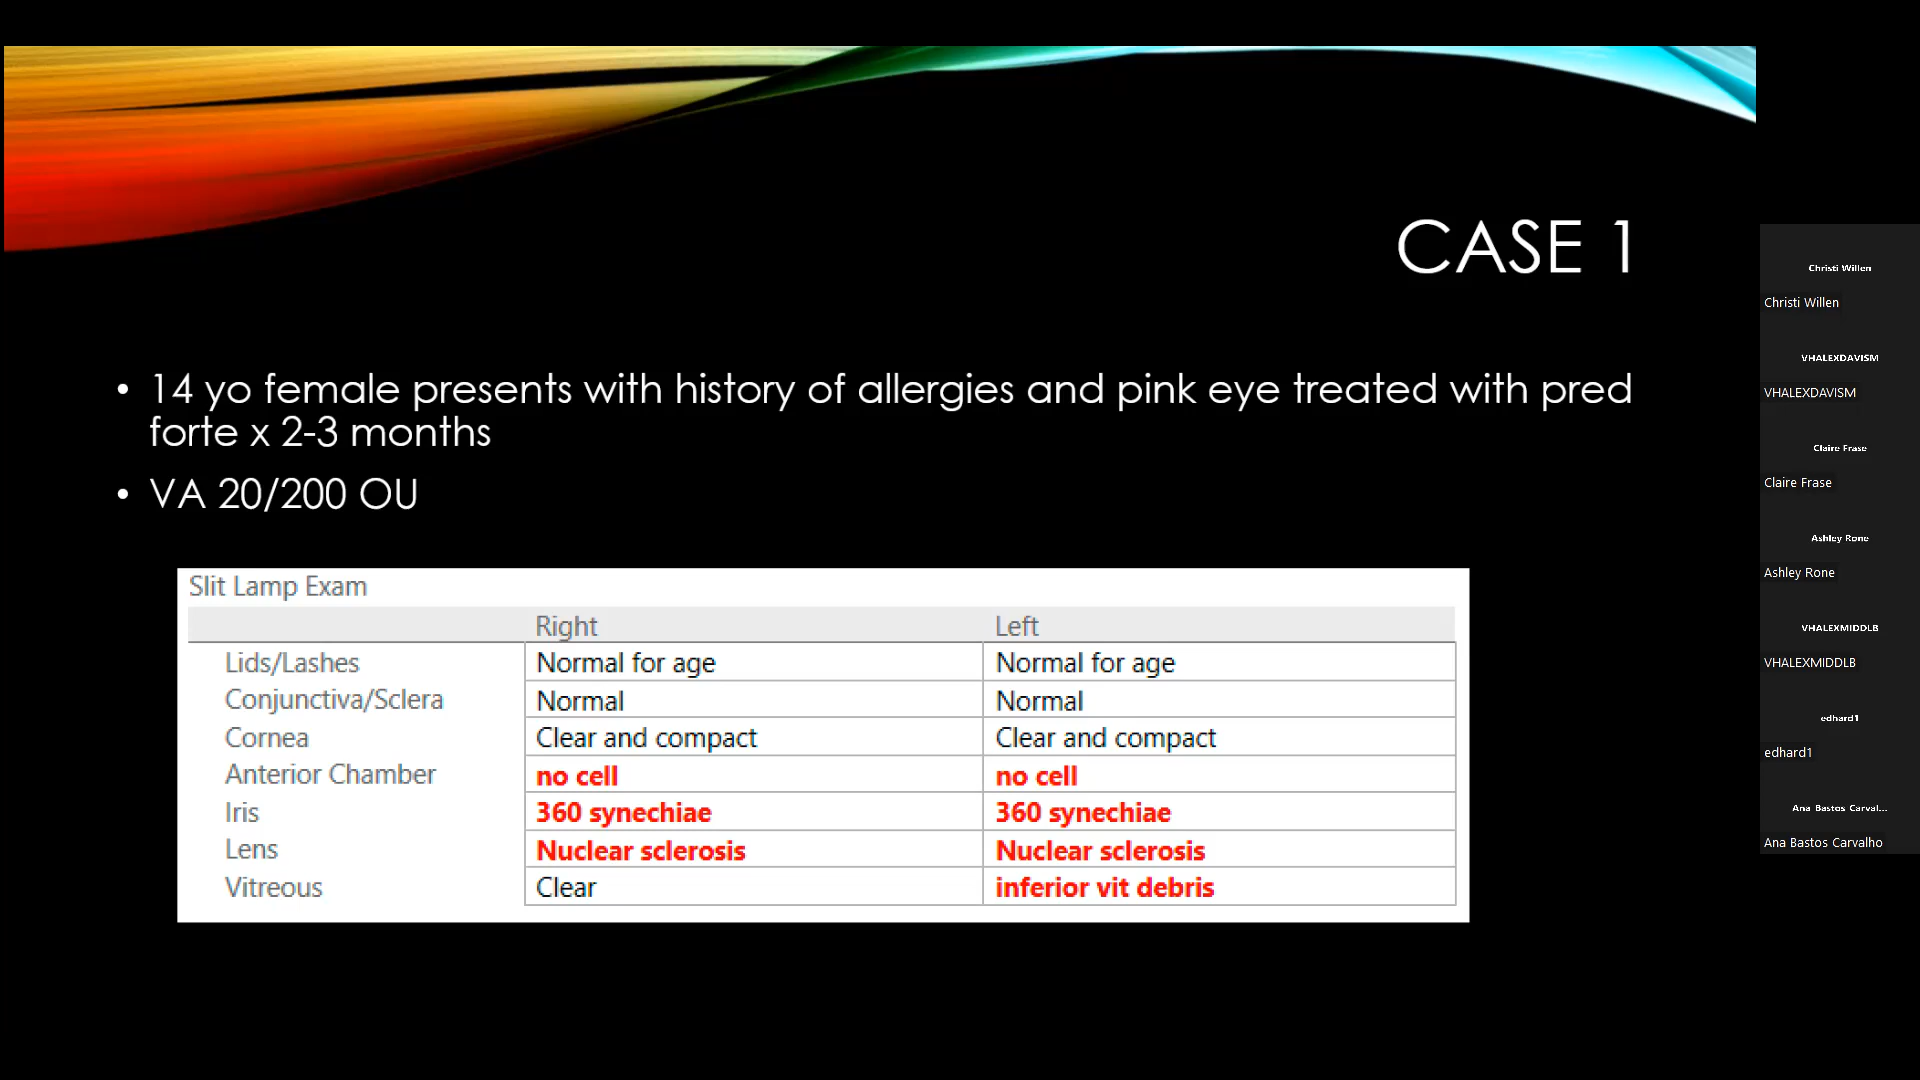 CASE 1
• 14 yo female presents with history of allergies and pink eye treated with pred
forte x 2-3 months
• VA 20/200 OU
Slit Lamp Exam
Right Left
Lids/Lashes Normal for age Normal for age
Conjunctiva/Sclera Normal Normal
Cornea Clear and compact Clear and compact
Anterior Chamber no cell no cell
Iris 360 synechiae 360 synechiae
Lens Nuclear sclerosis Nuclear sclerosis
Vitreous Clear inferior vit debris
Christi Willen
Christi Willen
VHALEXDAVISM
VHALEXDAVISM
Claire Frase
Claire Frase
Ashley Rone
Ashley Rone
VHALEXMIDDLB
VHALEXMIDDLB
edhard1
edhard1
Ana Bastos Carval...
Ana Bastos Carvalho